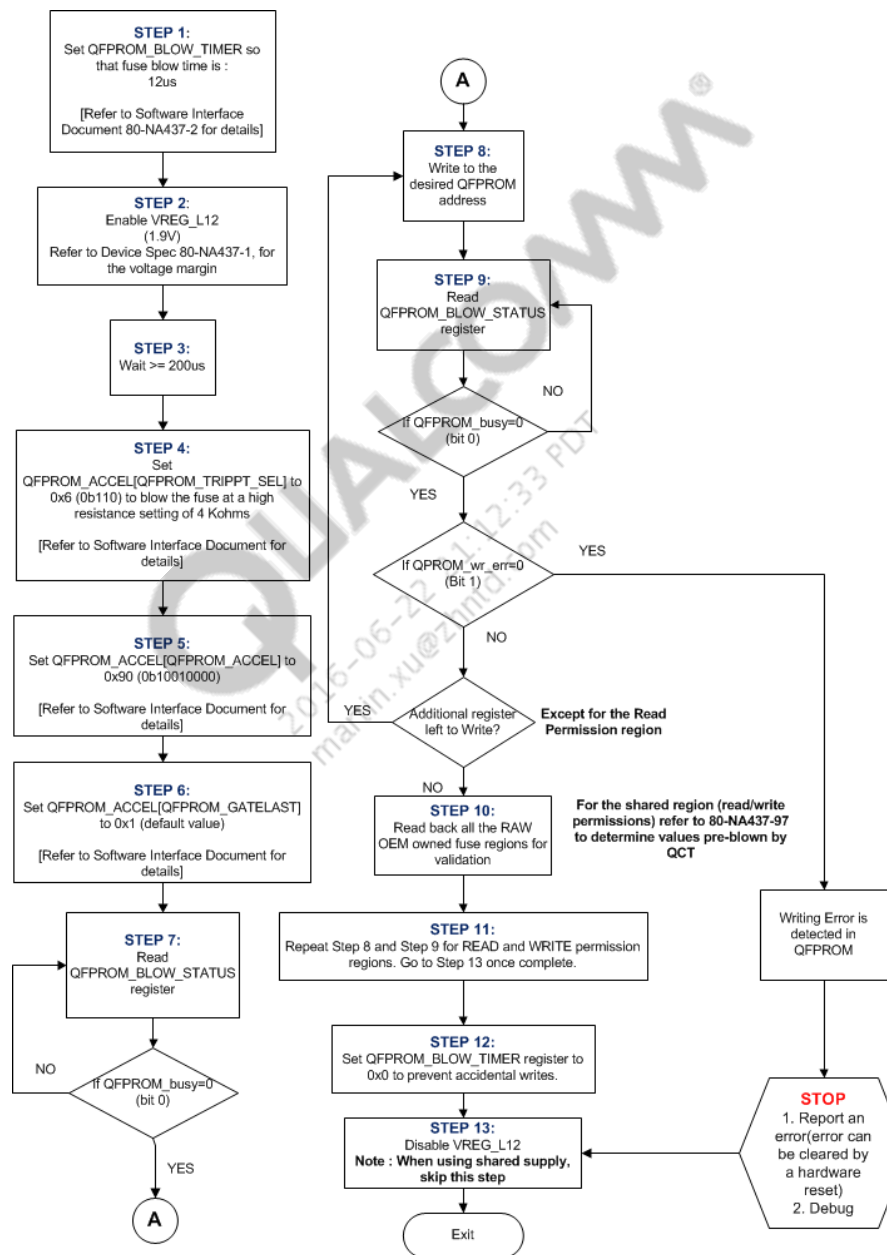 STEP 1:
Set QFPROM_BLOW_TIMER so
that fuse blow time is :
12us
[Refer to Software Interface
Document 80-NA437-2 for details]
STEP 2:
Enable VREG_L12
(1.9V)
Refer to Device Spec 80-NA437-1, for
the voltage margin
STEP 3:
Wait >= 200us
STEP 4:
Set
QFPROM_ACCEL[QFPROM_TRIPPT_SEL] to
0x6 (0b110) to blow the fuse at a high
resistance setting of 4 Kohms
[Refer to Software Interface Document for
details]
STEP 5:
Set QFPROM_ACCEL[QFPROM_ACCEL] to
0x90 (0b10010000)
[Refer to Software Interface Document for
details]
STEP 6:
Set QFPROM_ACCEL[QFPROM_GATELAST]
to 0x1 (default value)
[Refer to Software Interface Document for
details]
STEP 7:
Read
QFPROM_BLOW_STATUS
register
NO
If QFPROM_busy=0
(bit 0)
YES
A
A
STEP 8:
Write to the
desired QFPROM
address
STEP 9:
Read
QFPROM_BLOW_STATUS
register
NO
If QFPROM_busy=0
(bit 0)
YES
If QPROM_wr_err=0
(Bit 1)
YES
NO
Additional register
left to Write?
YES
Except for the Read
Permission region
NO
STEP 10:
Read back all the RAW
OEM owned fuse regions for
validation
For the shared region (read/write
permissions) refer to 80-NA437-97
to determine values pre-blown by
QCT
STEP 11:
Repeat Step 8 and Step 9 for READ and WRITE permission
regions. Go to Step 13 once complete.
STEP 12:
Set QFPROM_BLOW_TIMER register to
0x0 to prevent accidental writes.
STEP 13:
Disable VREG_L12
Note : When using shared supply,
skip this step
Exit
Writing Error is
detected in
QFPROM
STOP
1. Report an
error(error can
be cleared by
a hardware
reset)
2. Debug
QUALCOMM®
2016-06-22 01:12:33 PDT
martin.xu@zhntd.com